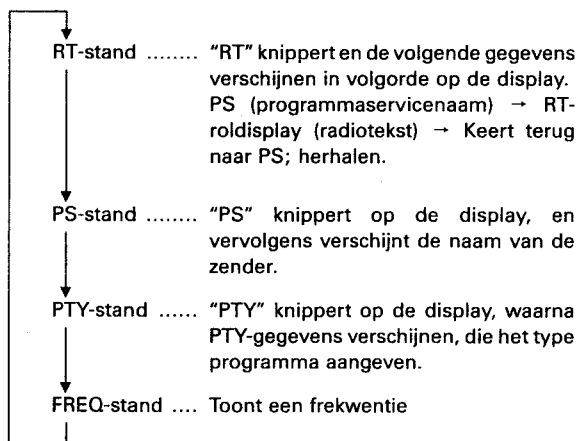 RT-stand ........ "RT" knippert en de volgende gegevens
verschijnen in volgorde op de display.
PS (programmaservicenaam) → RT-
roldisplay (radiotekst) → Keert terug
naar PS; herhalen.
PS-stand ........ "PS" knippert op de display, en
vervolgens verschijnt de naam van de
zender.
PTY-stand ...... "PTY" knippert op de display, waarna
PTY-gegevens verschijnen, die het type
programma aangeven.
FREQ-stand .... Toont een frekwentie